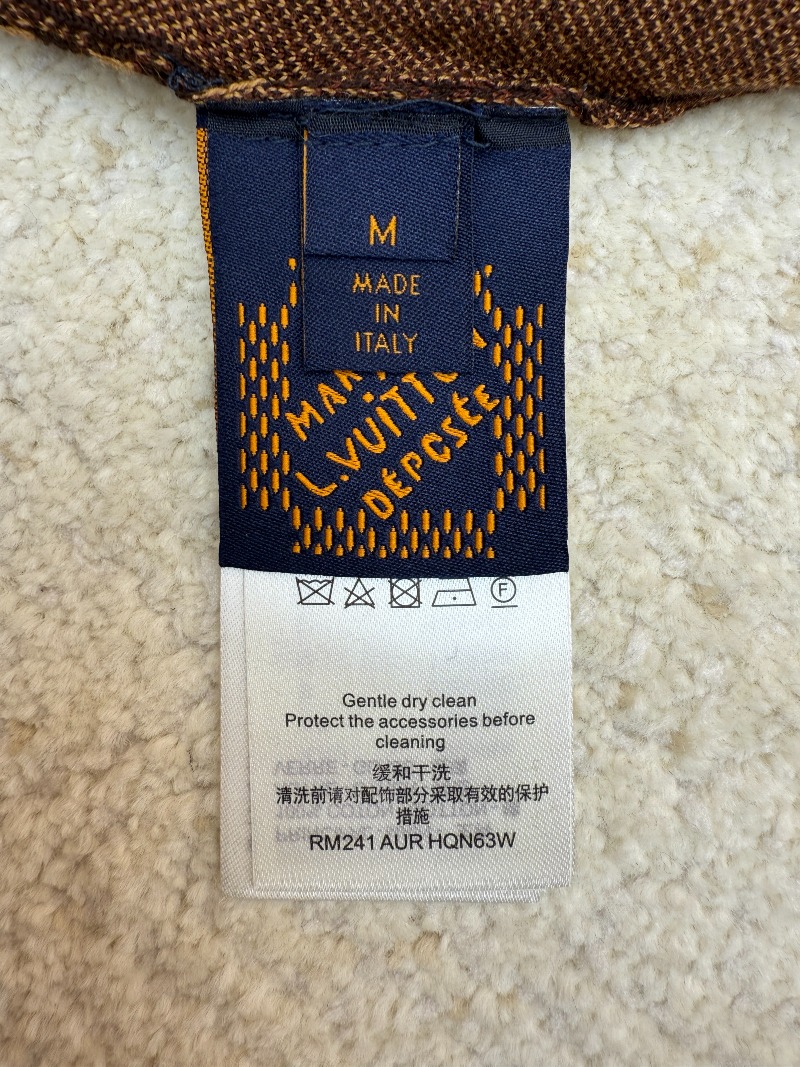 M
MADE
IN
ITALY
L.VUITTO
DÉPOSÉE
F
Gentle dry clean
Protect the accessories before
cleaning
缓和干洗
清洗前请对配饰部分采取有效的保护
措施
RM241 AUR HQN63W